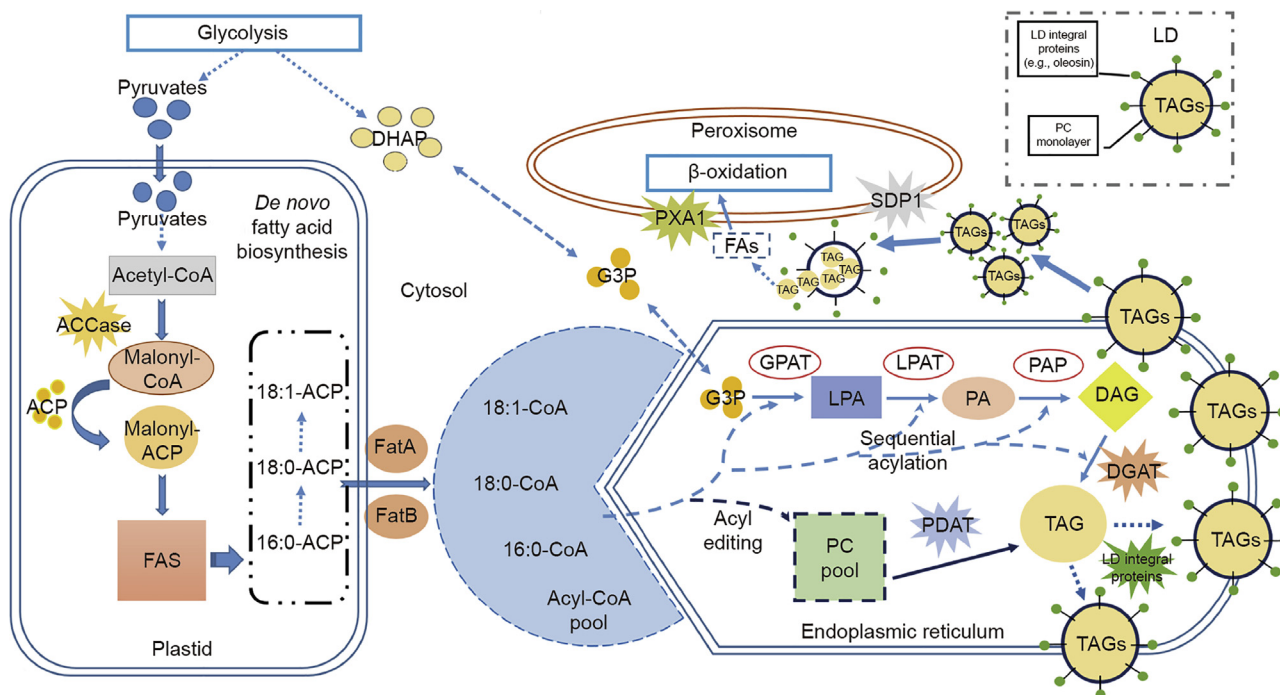 Glycolysis
Pyruvates
DHAP
Pyruvates
De novo
fatty acid
biosynthesis
Acetyl-CoA
ACCase
Malonyl-
CoA
ACP
Malonyl-
ACP
FAS
18:1-ACP
18:0-ACP
16:0-ACP
Plastid
FatA
FatB
Cytosol
G3P
18:1-CoA
18:0-CoA
16:0-CoA
Acyl-CoA
pool
Peroxisome
β-oxidation
PXA1
SDP1
FAs
TAG
TAG
TAG
TAG
TAG
TAGs
TAGs
TAGs
LD integral
proteins
(e.g., oleosin)
LD
TAGs
PC
monolayer
TAGs
GPAT
LPAT
PAP
G3P
LPA
PA
DAG
Sequential
acylation
DGAT
TAGs
Acyl
editing
PC
pool
PDAT
TAG
LD integral
proteins
TAGs
Endoplasmic reticulum
TAGs